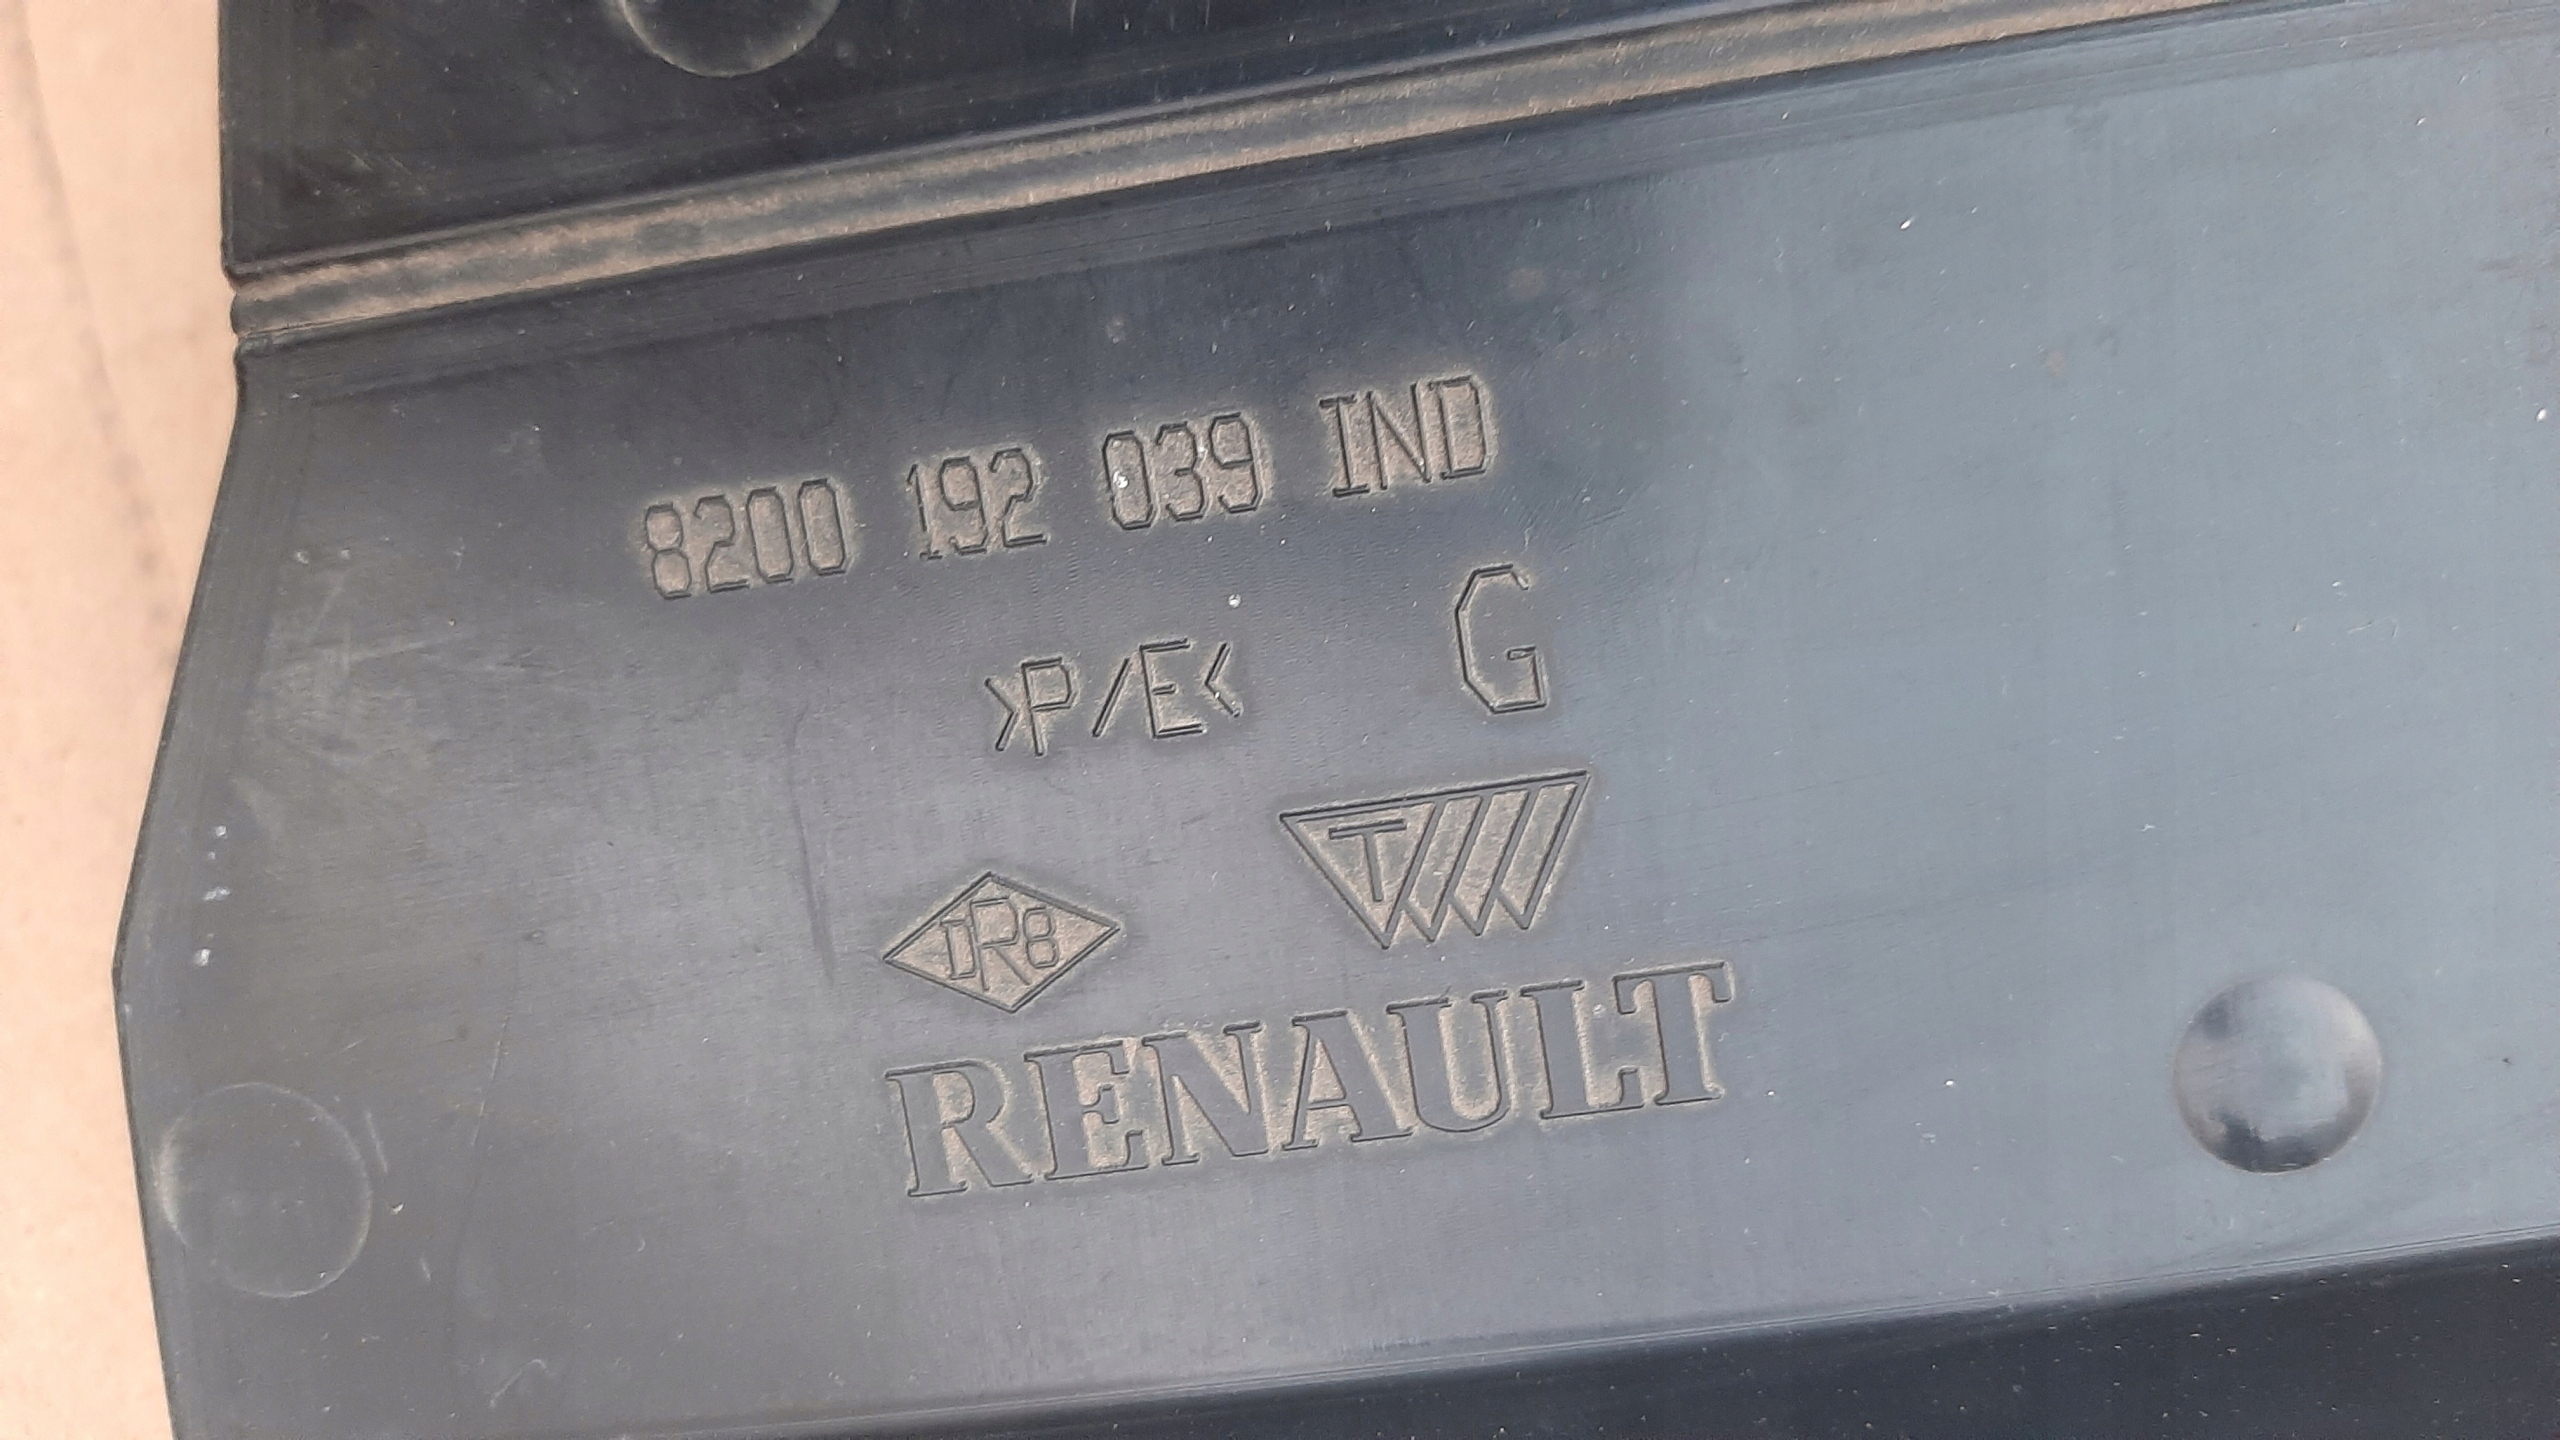 8200 192 039 IND
>P/E< G
T
DR8
RENAULT